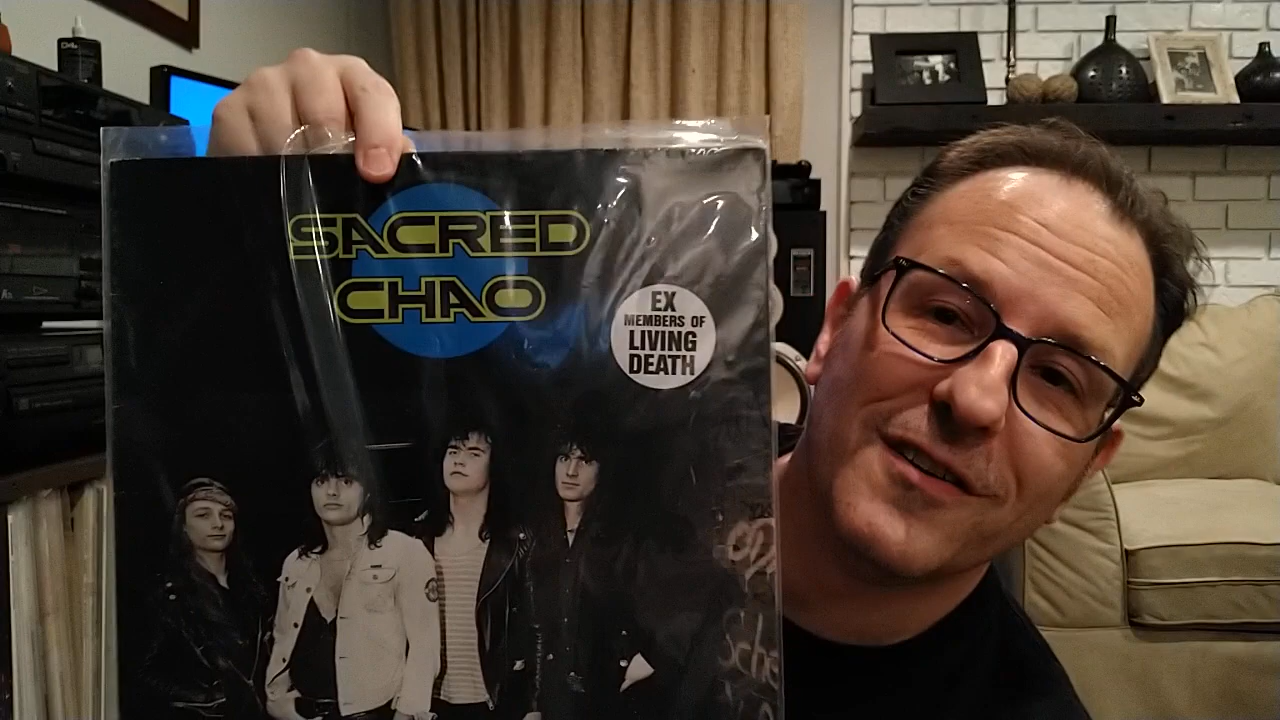 SACRED
CHAO
EX
MEMBERS OF
LIVING
DEATH